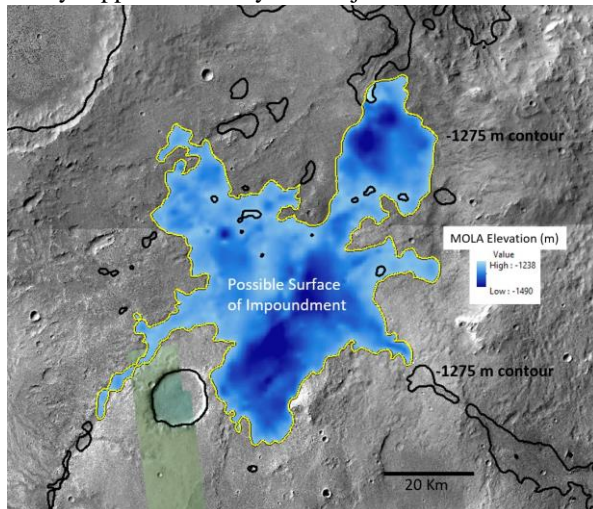 -1275 m contour
MOLA Elevation (m)
Value
High : -1238
Low : -1490
Possible Surface
of Impoundment
-1275 m contour
20 Km